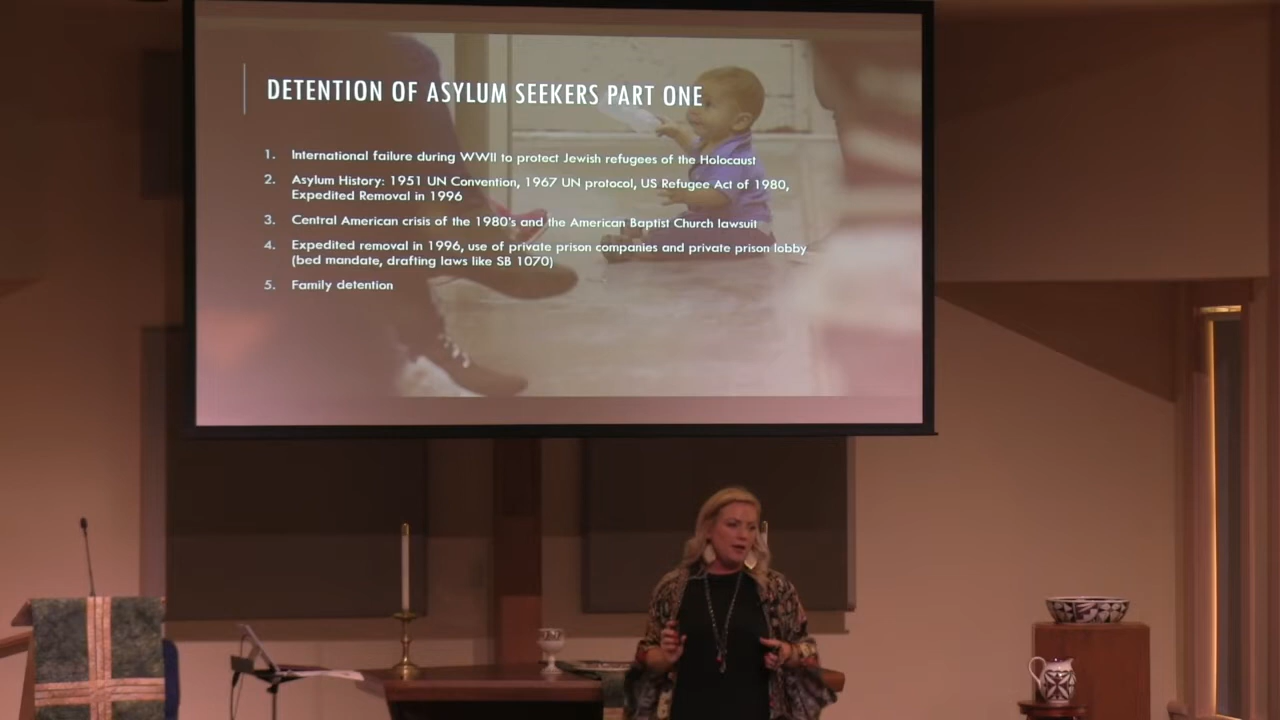 DETENTION OF ASYLUM SEEKERS PART ONE
1. International failure during WWII to protect Jewish refugees of the Holocaust
2. Asylum History: 1951 UN Convention, 1967 UN protocol, US Refugee Act of 1980,
Expedited Removal in 1996
3. Central American crisis of the 1980's and the American Baptist Church lawsuit
4. Expedited removal in 1996, use of private prison companies and private prison lobby
(bed mandate, drafting laws like SB 1070)
5. Family detention